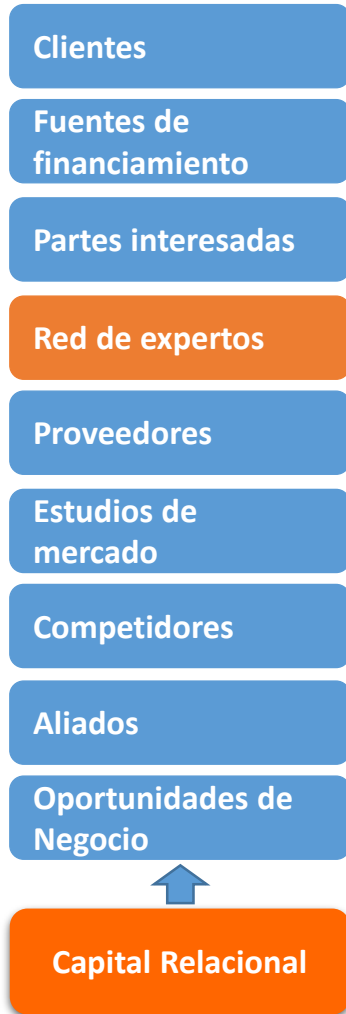 Clientes
Fuentes de
financiamiento
Partes interesadas
Red de expertos
Proveedores
Estudios de
mercado
Competidores
Aliados
Oportunidades de
Negocio
Capital Relacional